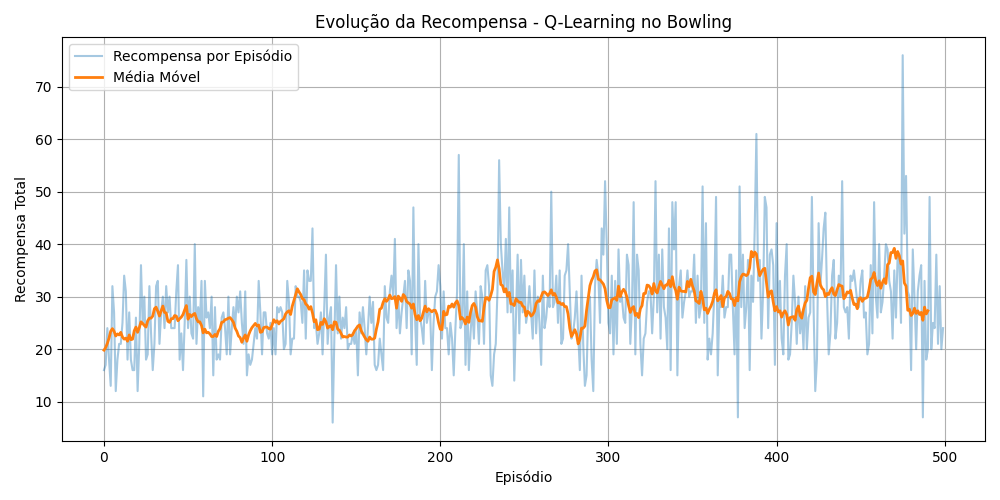 Evolução da Recompensa - Q-Learning no Bowling
Recompensa por Episódio
Média Móvel
Recompensa Total
70
60
50
40
30
20
10
0
100
200
300
400
500
Episódio